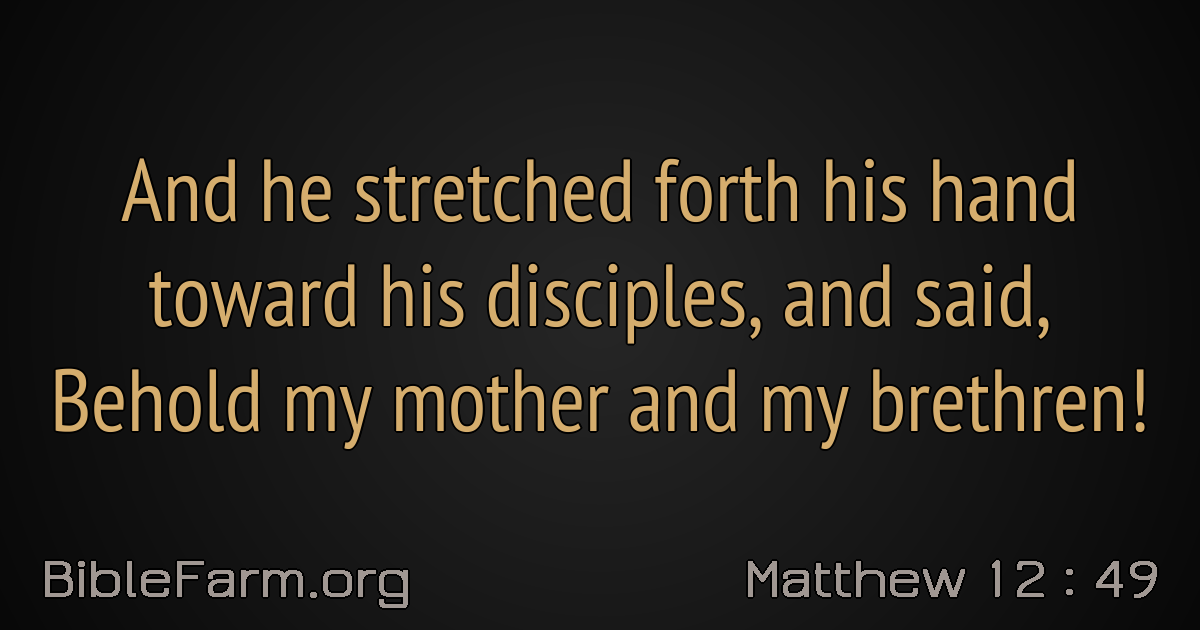 And he stretched forth his hand
toward his disciples, and said,
Behold my mother and my brethren!
BibleFarm.org
Matthew 12 : 49